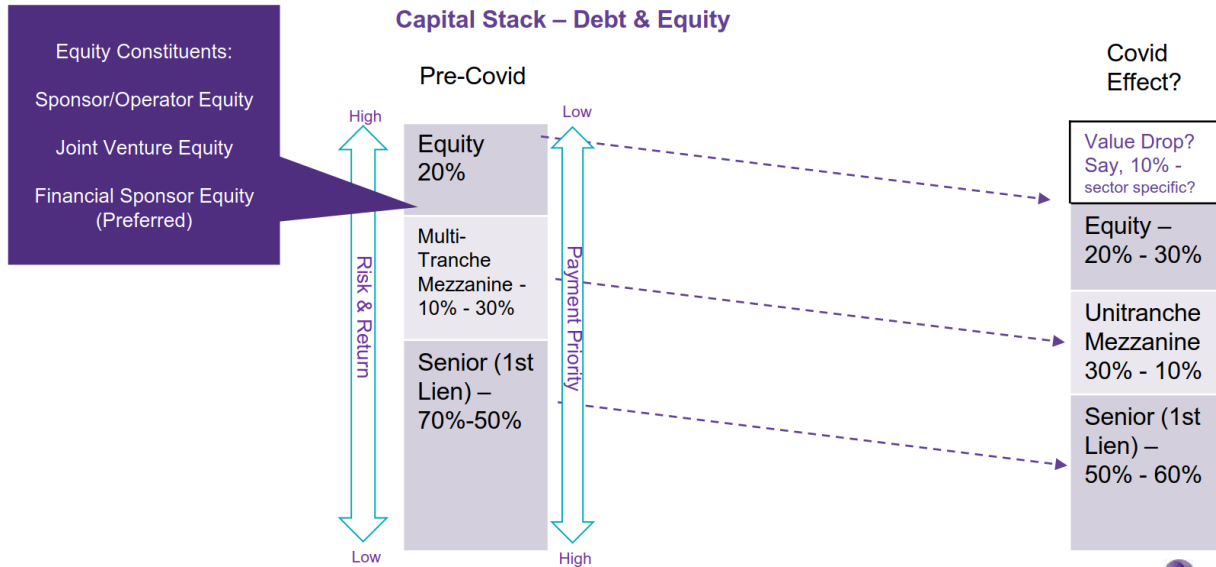 Capital Stack – Debt & Equity
Equity Constituents:
Sponsor/Operator Equity
Joint Venture Equity
Financial Sponsor Equity
(Preferred)
Pre-Covid
High
Risk & Return
Low
Equity
20%
Multi-
Tranche
Mezzanine -
10% - 30%
Senior (1st
Lien) –
70%-50%
Low
Payment Priority
High
Covid
Effect?
Value Drop?
Say, 10% -
sector specific?
Equity –
20% - 30%
Unitranche
Mezzanine
30% - 10%
Senior (1st
Lien) –
50% - 60%